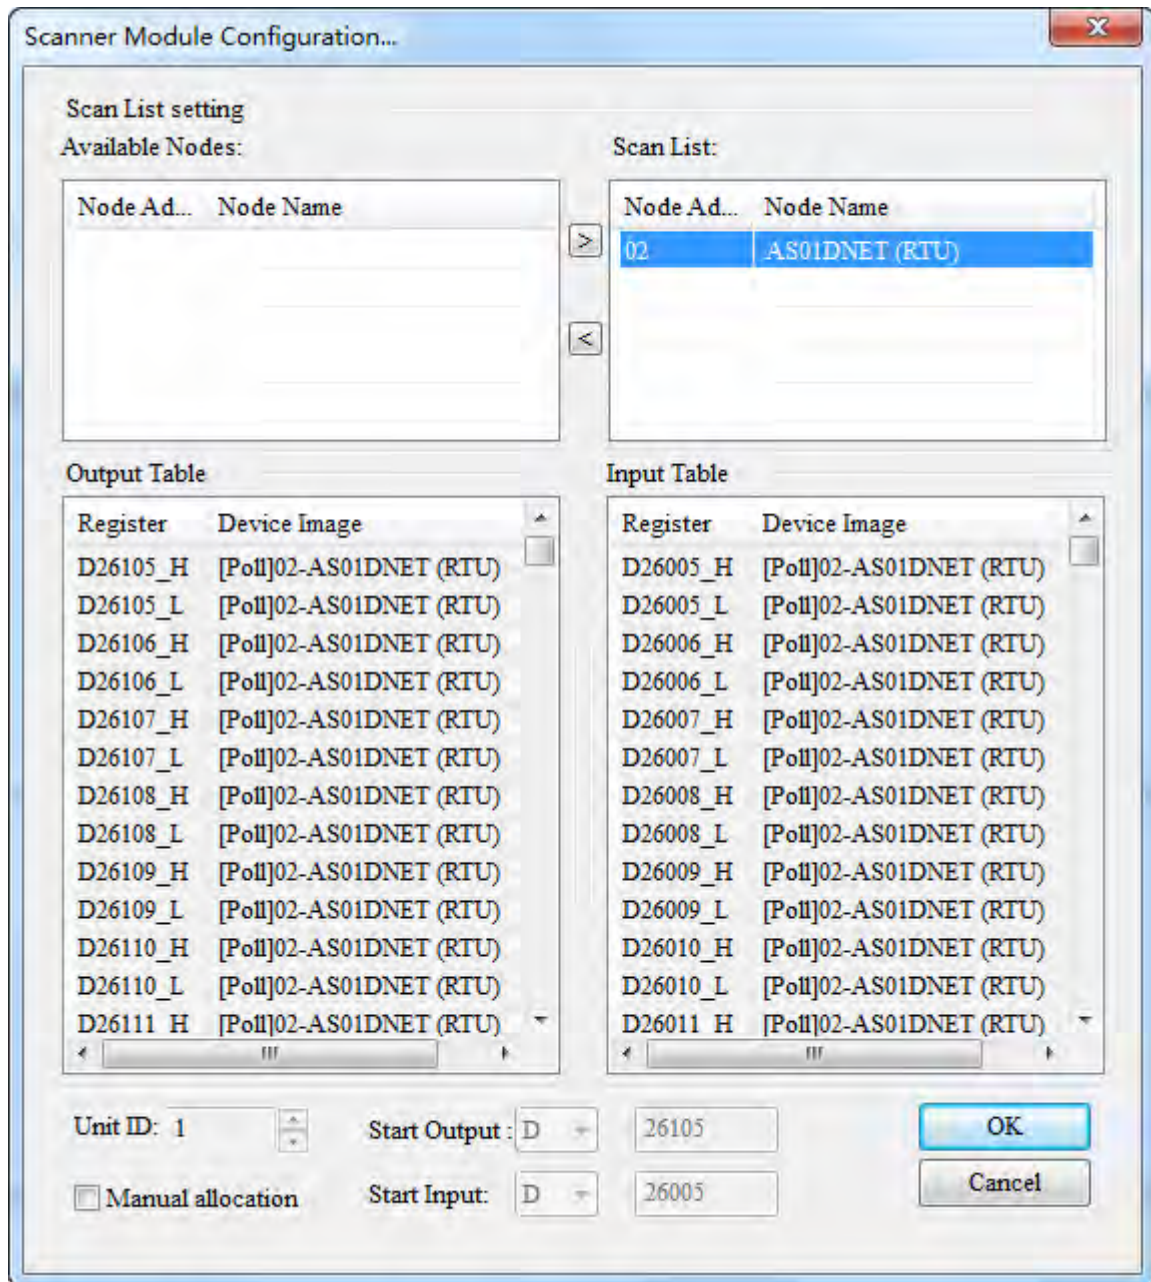 Scanner Module Configuration...
Scan List setting
Available Nodes:
Scan List:
Node Ad... Node Name
Node Ad... Node Name
>
02 AS01DNET (RTU)
<
Output Table
Input Table
Register Device Image
Register Device Image
D26105_H [Poll]02-AS01DNET (RTU)
D26005_H [Poll]02-AS01DNET (RTU)
D26105_L [Poll]02-AS01DNET (RTU)
D26005_L [Poll]02-AS01DNET (RTU)
D26106_H [Poll]02-AS01DNET (RTU)
D26006_H [Poll]02-AS01DNET (RTU)
D26106_L [Poll]02-AS01DNET (RTU)
D26006_L [Poll]02-AS01DNET (RTU)
D26107_H [Poll]02-AS01DNET (RTU)
D26007_H [Poll]02-AS01DNET (RTU)
D26107_L [Poll]02-AS01DNET (RTU)
D26007_L [Poll]02-AS01DNET (RTU)
D26108_H [Poll]02-AS01DNET (RTU)
D26008_H [Poll]02-AS01DNET (RTU)
D26108_L [Poll]02-AS01DNET (RTU)
D26008_L [Poll]02-AS01DNET (RTU)
D26109_H [Poll]02-AS01DNET (RTU)
D26009_H [Poll]02-AS01DNET (RTU)
D26109_L [Poll]02-AS01DNET (RTU)
D26009_L [Poll]02-AS01DNET (RTU)
D26110_H [Poll]02-AS01DNET (RTU)
D26010_H [Poll]02-AS01DNET (RTU)
D26110_L [Poll]02-AS01DNET (RTU)
D26010_L [Poll]02-AS01DNET (RTU)
D26111_H [Poll]02-AS01DNET (RTU)
D26011_H [Poll]02-AS01DNET (RTU)
Unit ID: 1
Start Output : D 26105
OK
Manual allocation
Start Input: D 26005
Cancel